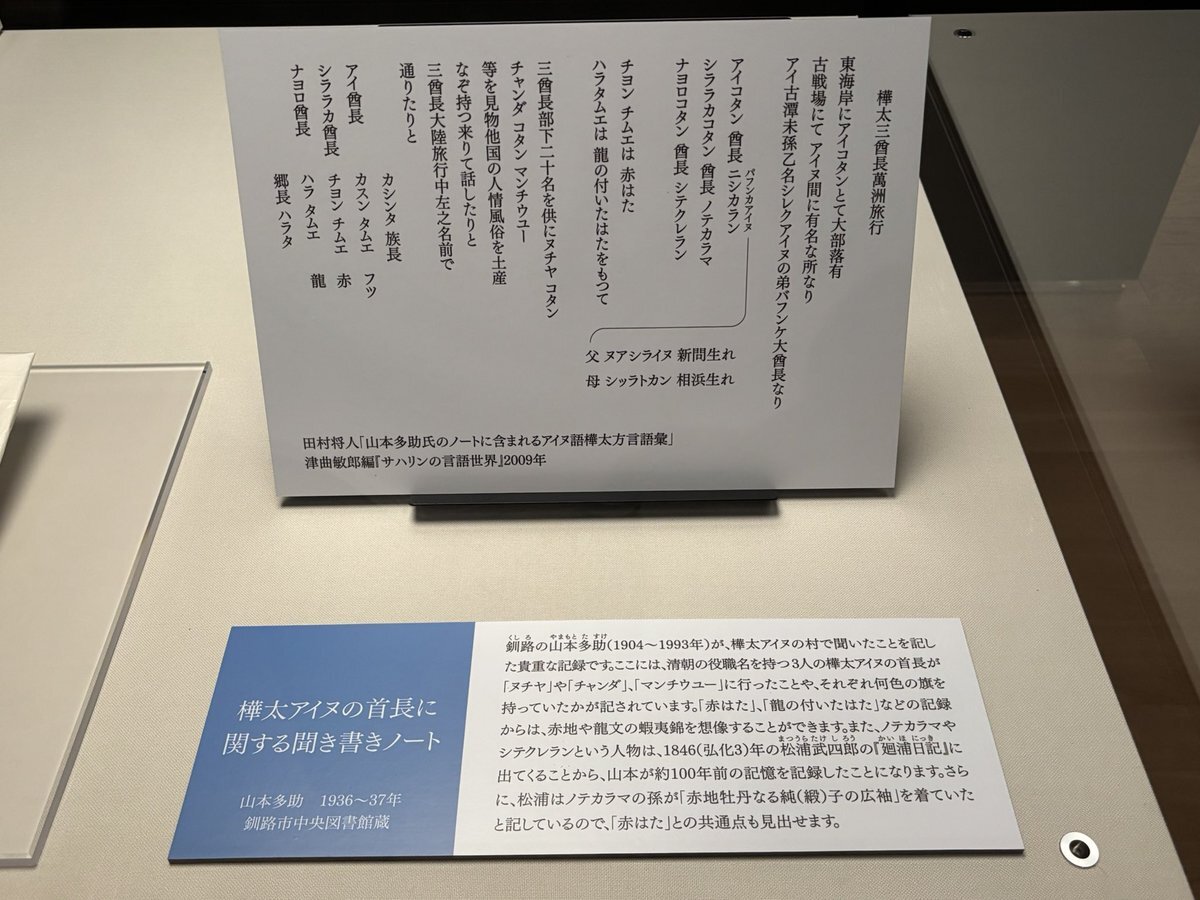 樺太三酋長萬洲旅行
東海岸にアイコタンとて大部落有
古戦場にて アイヌ間に有名な所なり
アイ古潭未孫乙名シレクアイヌの弟バフンケ大酋長なり
バフンカアイヌ
アイコタン 酋長 ニシカラン
シララカコタン 酋長 ノテカラマ
ナヨロコタン 酋長 シテクレラン
父 ヌアシライヌ 新問生れ
母 シッラトカン 相浜生れ
チヨン チムエは 赤はた
ハラタムエは 龍の付いたはたをもつて
三酋長部下二十名を供にヌチヤ コタン
チャンダ コタン マンチウユー
等を見物他国の人情風俗を土産
なぞ持つ来りて話したりと
三酋長大陸旅行中左之名前で
通りたりと
カシンタ 族長
アイ酋長 カスン タムエ フツ
シララカ酋長 チヨン チムエ 赤
ナヨロ酋長 ハラ タムエ 龍
郷長 ハラタ
田村将人「山本多助氏のノートに含まれるアイヌ語樺太方言語彙」
津曲敏郎編『サハリンの言語世界』2009年
樺太アイヌの首長に
関する聞き書きノート
山本多助 1936〜37年
釧路市中央図書館蔵
くしろ やまもと た すけ
釧路の山本多助(1904〜1993年)が、樺太アイヌの村で聞いたことを記し
た貴重な記録です。ここには、清朝の役職名を持つ3人の樺太アイヌの首長が
「ヌチヤ」や「チャンダ」、「マンチウユー」に行ったことや、それぞれ何色の旗を
持っていたかが記されています。「赤はた」、「龍の付いたはた」などの記録
からは、赤地や龍文の蝦夷錦を想像することができます。また、ノテカラマや
まつうらたけ し ろう かい ほ にっき
シテクレランという人物は、1846(弘化3)年の松浦武四郎の『廻浦日記』に
出てくることから、山本が約100年前の記憶を記録したことになります。さら
に、松浦はノテカラマの孫が「赤地牡丹なる純(緞)子の広袖」を着ていた
と記しているので、「赤はた」との共通点も見出せます。